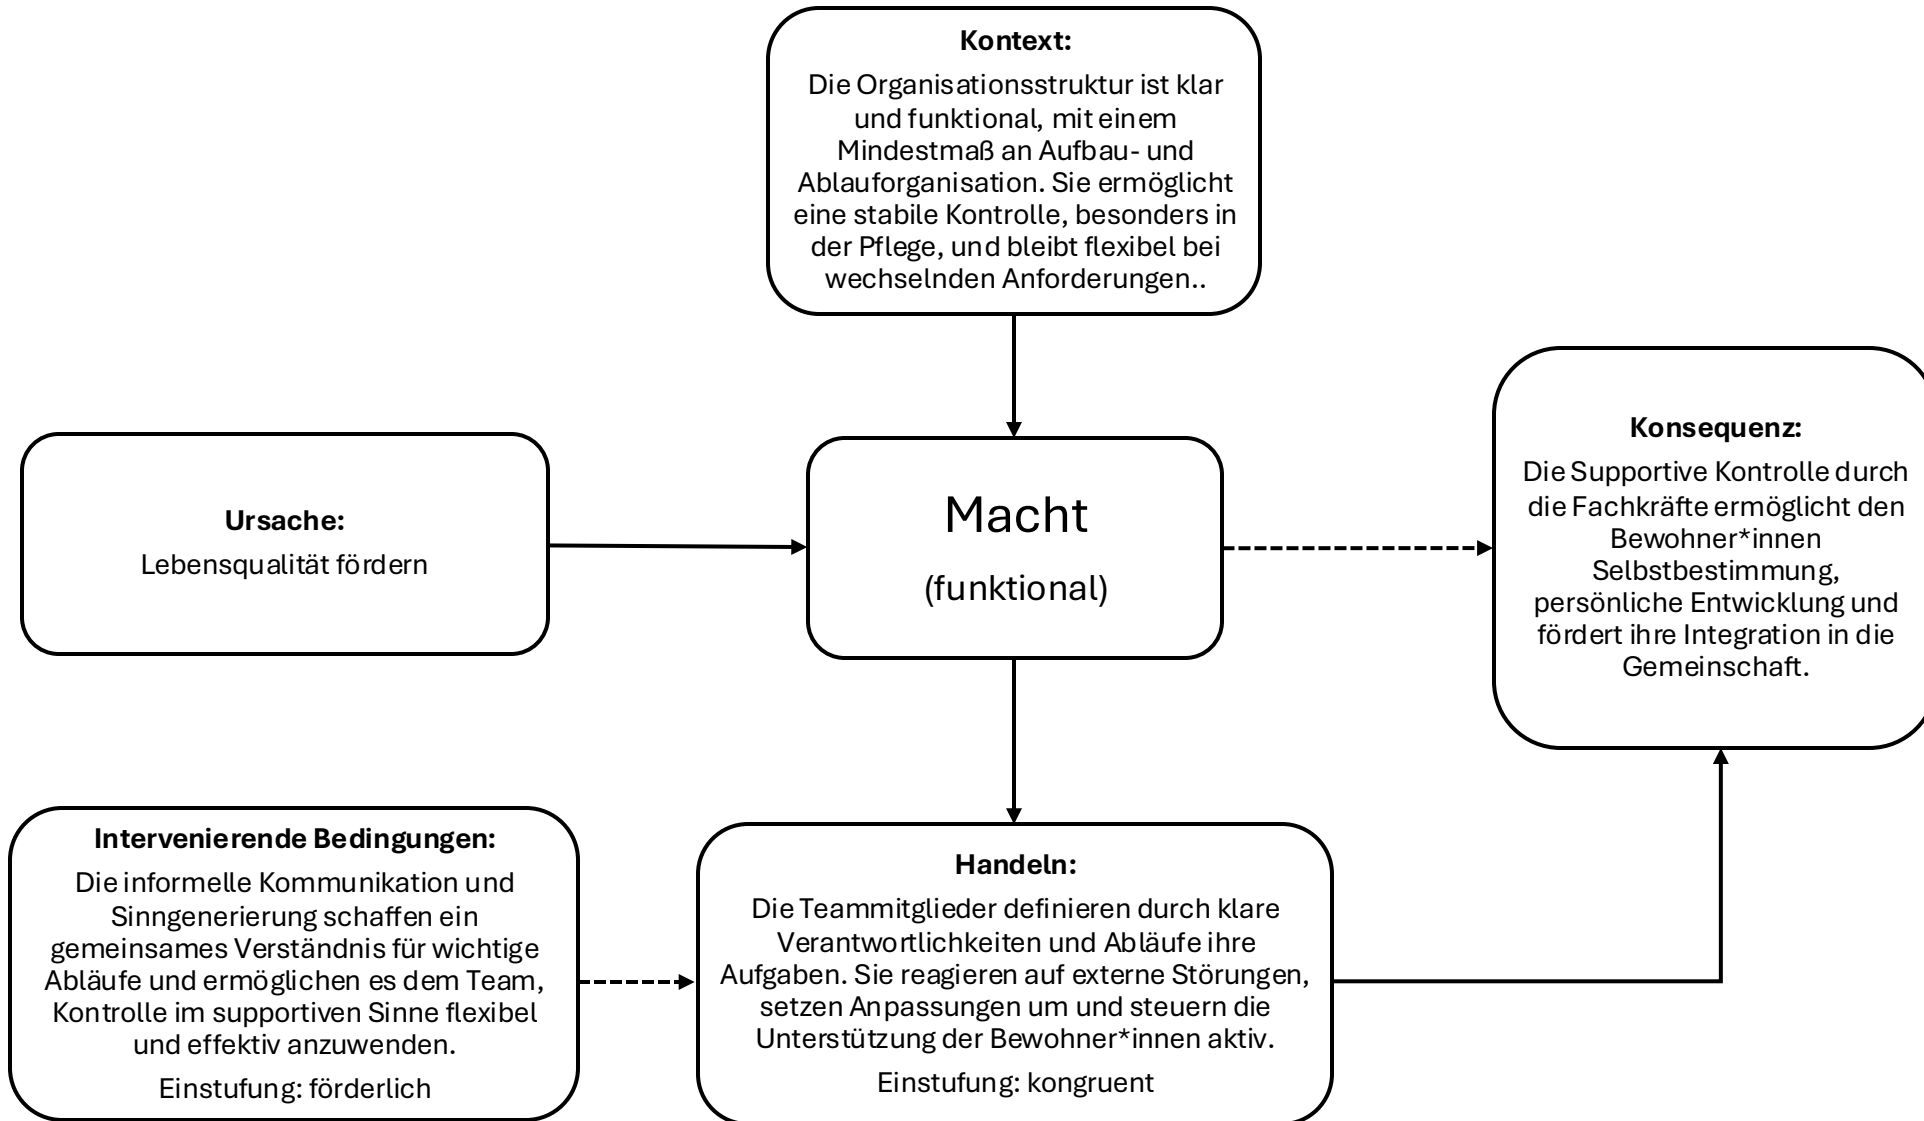 Kontext:
Die Organisationsstruktur ist klar
und funktional, mit einem
Mindestmaß an Aufbau- und
Ablauforganisation. Sie ermöglicht
eine stabile Kontrolle, besonders in
der Pflege, und bleibt flexibel bei
wechselnden Anforderungen..
Ursache:
Lebensqualität fördern
Macht
(funktional)
Konsequenz:
Die Supportive Kontrolle durch
die Fachkräfte ermöglicht den
Bewohner*innen
Selbstbestimmung,
persönliche Entwicklung und
fördert ihre Integration in die
Gemeinschaft.
Intervenierende Bedingungen:
Die informelle Kommunikation und
Sinngenerierung schaffen ein
gemeinsames Verständnis für wichtige
Abläufe und ermöglichen es dem Team,
Kontrolle im supportiven Sinne flexibel
und effektiv anzuwenden.
Einstufung: förderlich
Handeln:
Die Teammitglieder definieren durch klare
Verantwortlichkeiten und Abläufe ihre
Aufgaben. Sie reagieren auf externe Störungen,
setzen Anpassungen um und steuern die
Unterstützung der Bewohner*innen aktiv.
Einstufung: kongruent